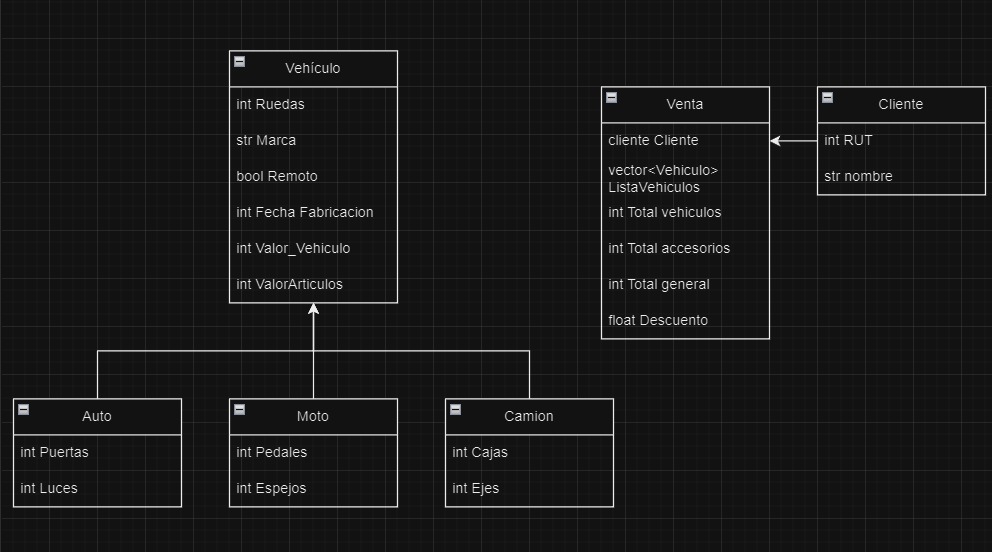 Vehículo
int Ruedas
str Marca
bool Remoto
int Fecha Fabricacion
int Valor_Vehiculo
int ValorArticulos
Venta
cliente Cliente
vector<Vehiculo>
ListaVehiculos
int Total vehiculos
int Total accesorios
int Total general
float Descuento
Cliente
int RUT
str nombre
Auto
int Puertas
int Luces
Moto
int Pedales
int Espejos
Camion
int Cajas
int Ejes